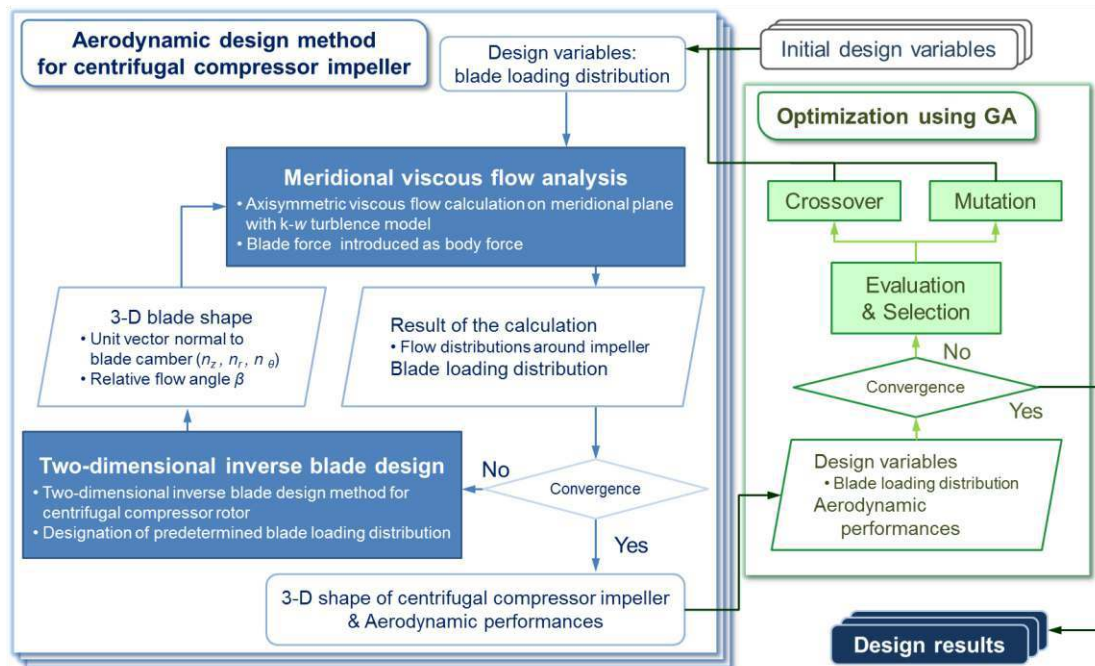 Aerodynamic design method
for centrifugal compressor impeller
Design variables:
blade loading distribution
Initial design variables
Meridional viscous flow analysis
• Axisymmetric viscous flow calculation on meridional plane
with k-w turblence model
• Blade force introduced as body force
3-D blade shape
• Unit vector normal to
blade camber (n_z, n_r, n_θ)
• Relative flow angle β
Result of the calculation
• Flow distributions around impeller
Blade loading distribution
Two-dimensional inverse blade design
• Two-dimensional inverse blade design method for
centrifugal compressor rotor
• Designation of predetermined blade loading distribution
No
Convergence
Yes
3-D shape of centrifugal compressor impeller
& Aerodynamic performances
Optimization using GA
Crossover
Mutation
Evaluation
& Selection
No
Convergence
Yes
Design variables
• Blade loading distribution
Aerodynamic
performances
Design results